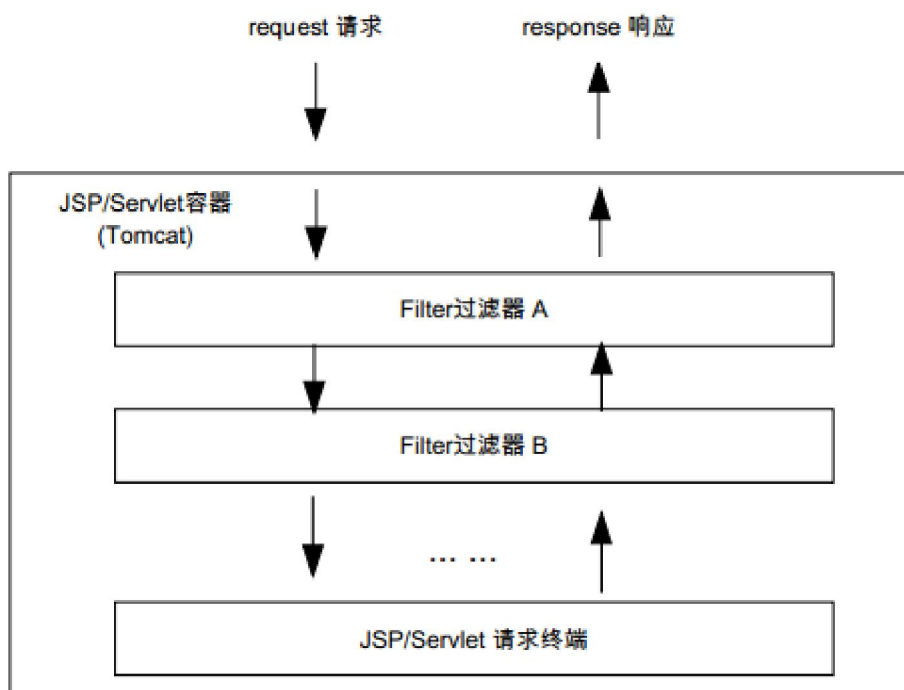 request 请求
response 响应
JSP/Servlet容器
(Tomcat)
Filter过滤器 A
Filter过滤器 B
... ...
JSP/Servlet 请求终端